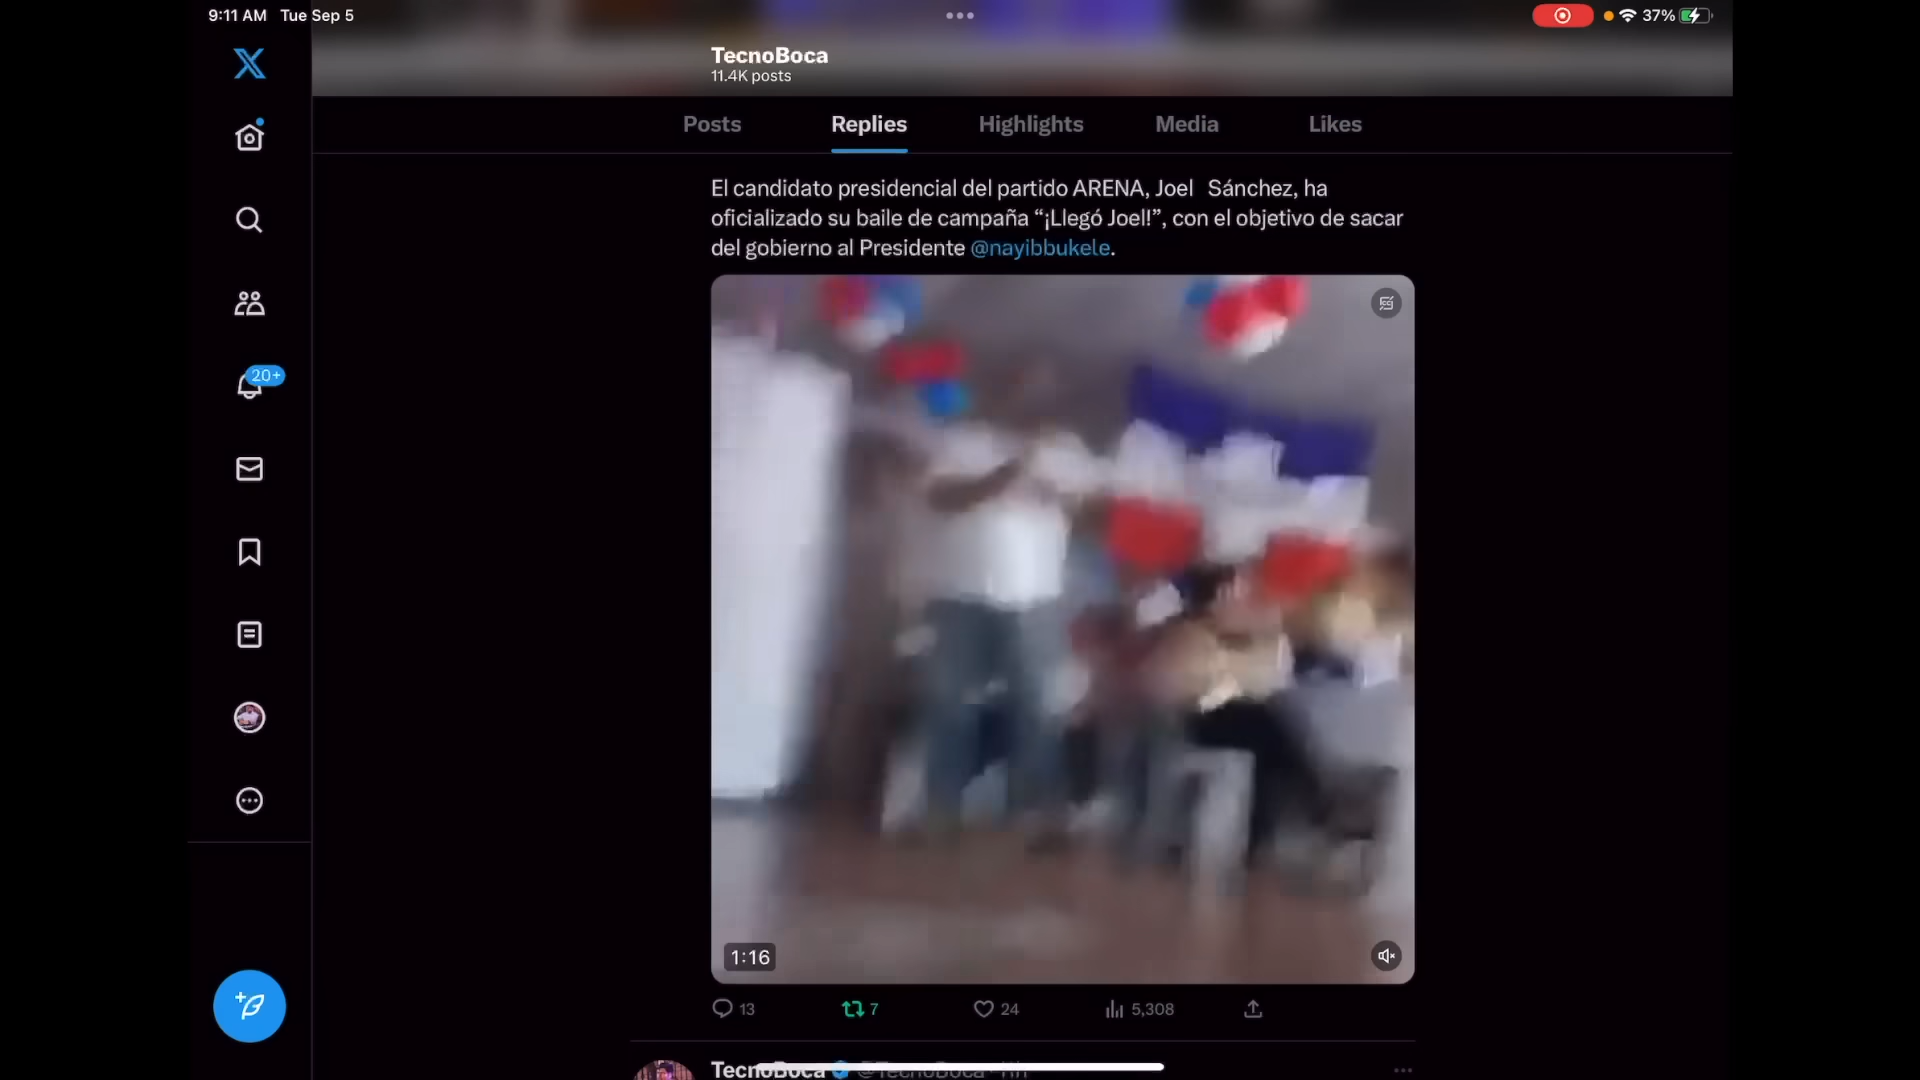 9:11 AM Tue Sep 5
37%
TecnoBoca
11.4K posts
Posts Replies Highlights Media Likes
20+
El candidato presidencial del partido ARENA, Joel Sánchez, ha
oficializado su baile de campaña “¡Llegó Joel!”, con el objetivo de sacar
del gobierno al Presidente @nayibbukele.
1:16
13 7 24 5,308
TecnoBoca @TecnoBoca